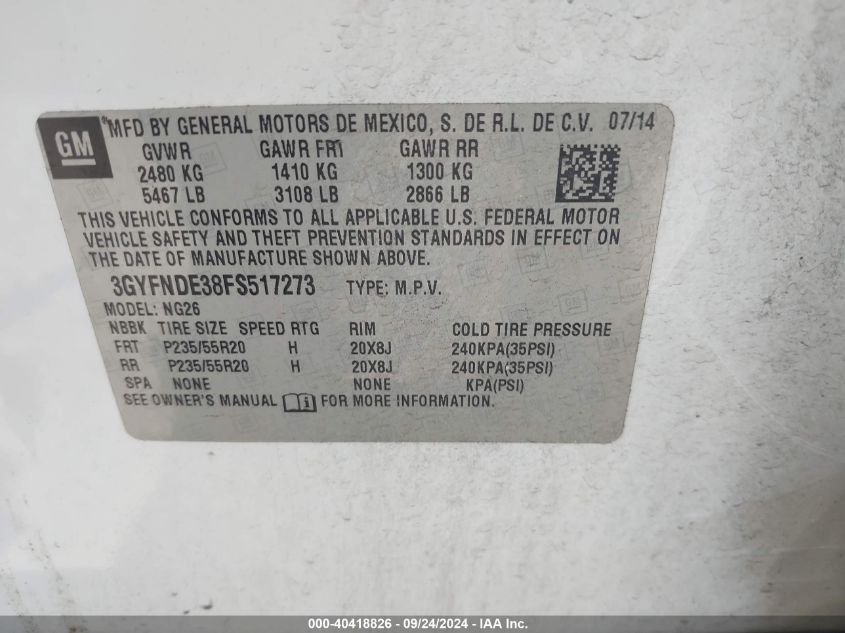 GM
MFD BY GENERAL MOTORS DE MEXICO, S. DE R.L. DE C.V. 07/14
GVWR GAWR FRT GAWR RR
2480 KG 1410 KG 1300 KG
5467 LB 3108 LB 2866 LB
THIS VEHICLE CONFORMS TO ALL APPLICABLE U.S. FEDERAL MOTOR
VEHICLE SAFETY AND THEFT PREVENTION STANDARDS IN EFFECT ON
THE DATE OF MANUFACTURE SHOWN ABOVE.
3GYFNDE38FS517273 TYPE: M.P.V.
MODEL: NG26
NBBK TIRE SIZE SPEED RTG RIM COLD TIRE PRESSURE
FRT P235/55R20 H 20X8J 240KPA(35PSI)
RR P235/55R20 H 20X8J 240KPA(35PSI)
SPA NONE NONE KPA(PSI)
SEE OWNER'S MANUAL FOR MORE INFORMATION.
000-40418826 - 09/24/2024 - IAA Inc.